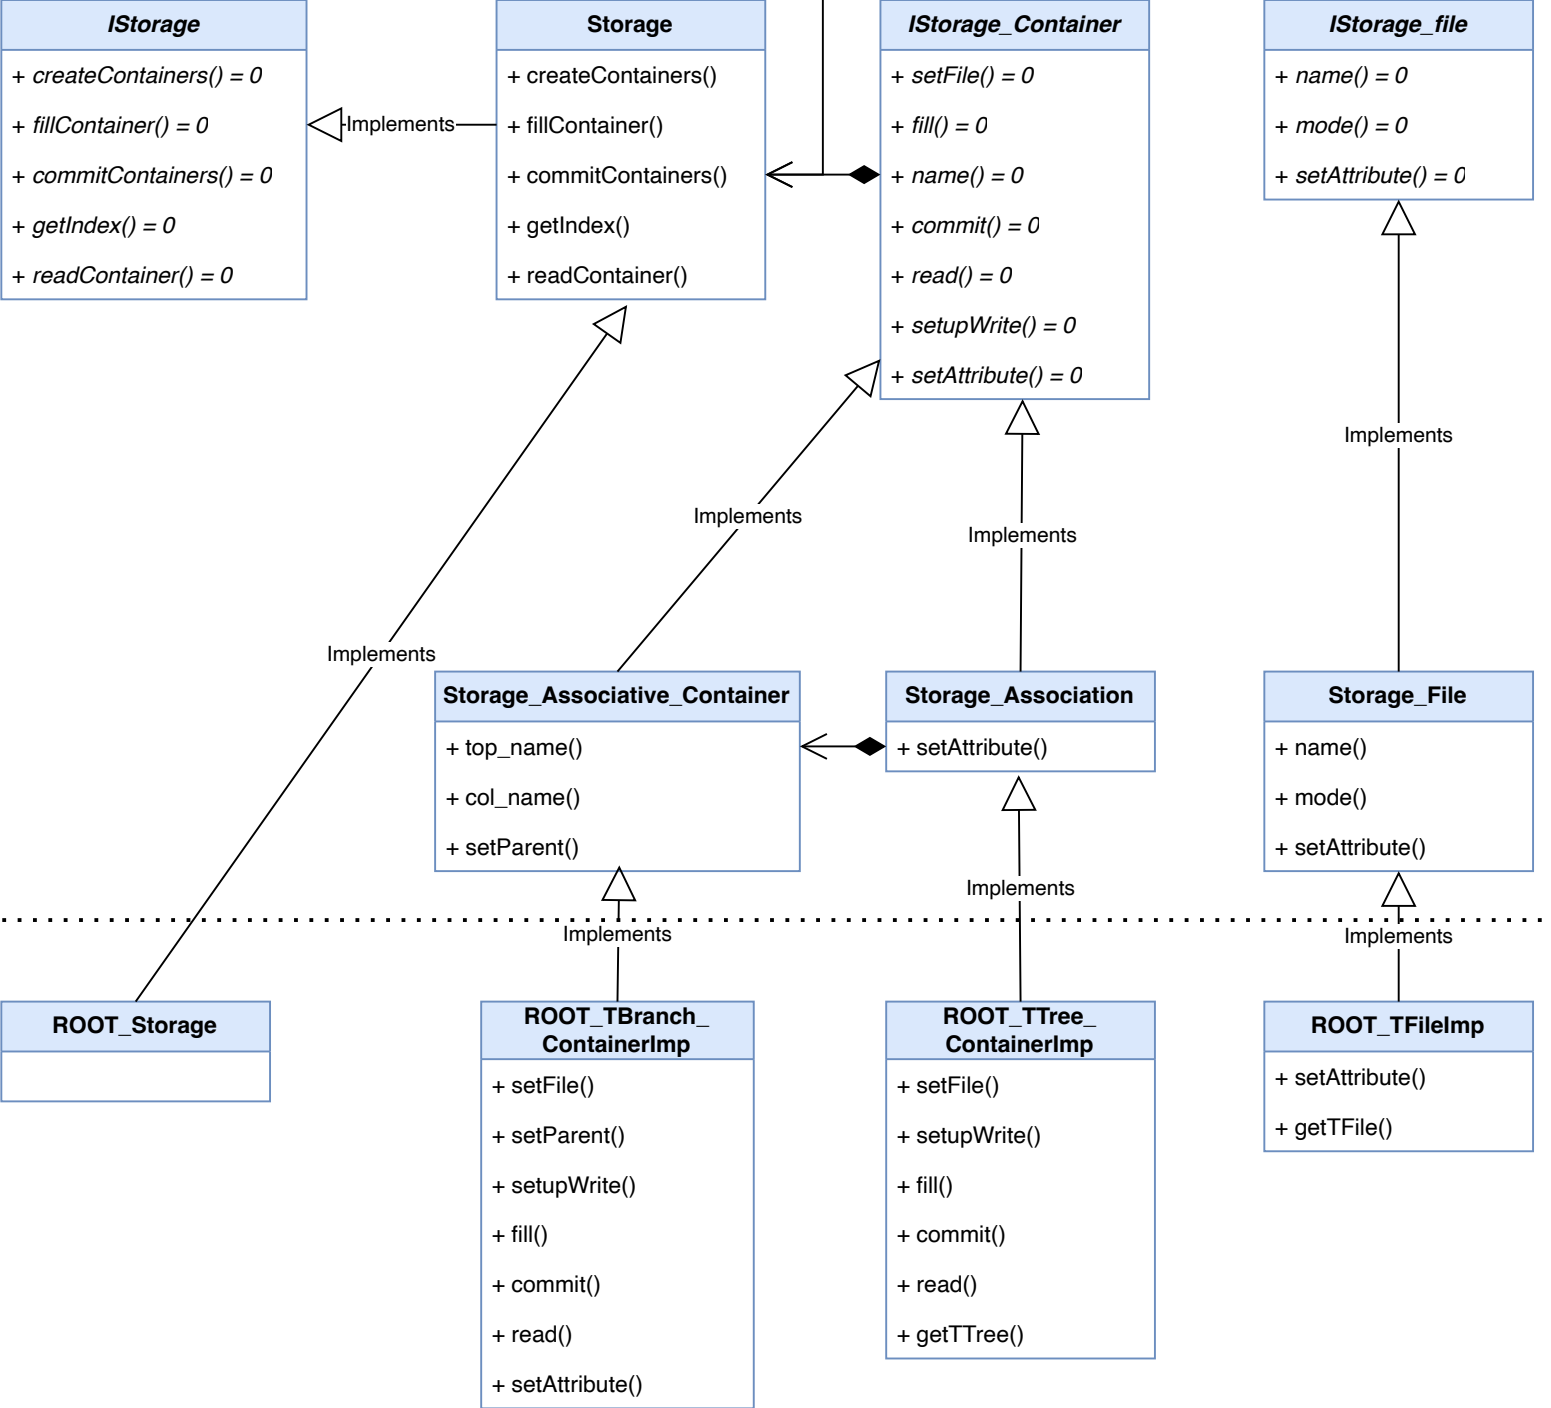 IStorage
+ createContainers() = 0
+ fillContainer() = 0
+ commitContainers() = 0
+ getIndex() = 0
+ readContainer() = 0
Implements
Storage
+ createContainers()
+ fillContainer()
+ commitContainers()
+ getIndex()
+ readContainer()
IStorage_Container
+ setFile() = 0
+ fill() = 0
+ name() = 0
+ commit() = 0
+ read() = 0
+ setupWrite() = 0
+ setAttribute() = 0
IStorage_file
+ name() = 0
+ mode() = 0
+ setAttribute() = 0
Implements
Implements
Implements
Implements
Storage_Associative_Container
+ top_name()
+ col_name()
+ setParent()
Storage_Association
+ setAttribute()
Storage_File
+ name()
+ mode()
+ setAttribute()
Implements
Implements
Implements
ROOT_Storage
ROOT_TBranch_
ContainerImp
+ setFile()
+ setParent()
+ setupWrite()
+ fill()
+ commit()
+ read()
+ setAttribute()
ROOT_TTree_
ContainerImp
+ setFile()
+ setupWrite()
+ fill()
+ commit()
+ read()
+ getTTree()
ROOT_TFileImp
+ setAttribute()
+ getTFile()